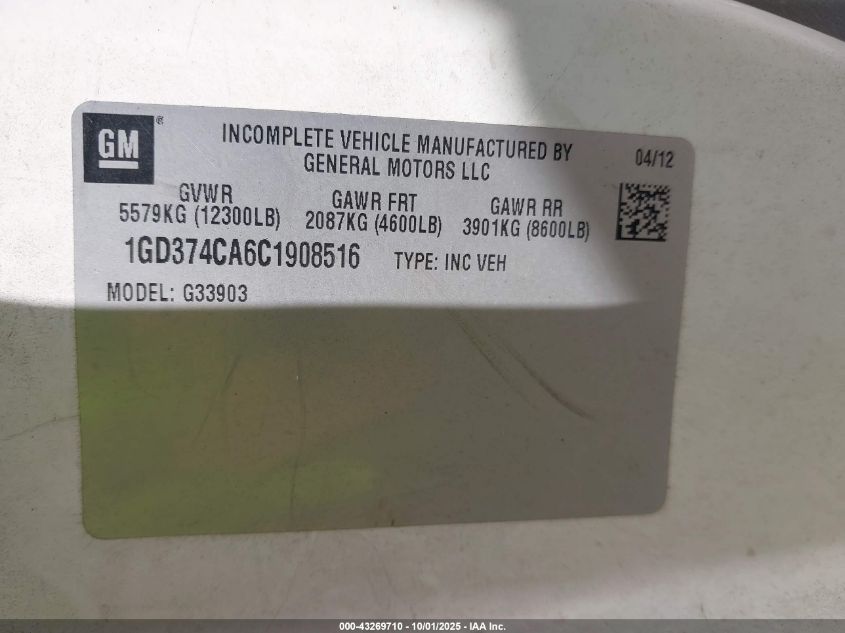 GM®
INCOMPLETE VEHICLE MANUFACTURED BY
GENERAL MOTORS LLC
04/12
GVWR
5579KG (12300LB)
GAWR FRT
2087KG (4600LB)
GAWR RR
3901KG (8600LB)
1GD374CA6C1908516
TYPE: INC VEH
MODEL: G33903
000-43269710 - 10/01/2025 - IAA Inc.